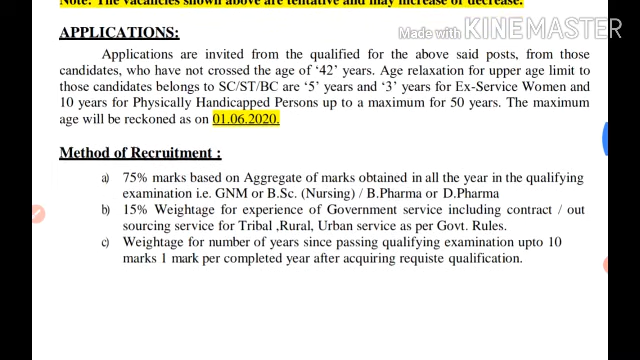 Note: The vacancies shown above are tentative and may increase or decrease.
Made with KINEMASTER
APPLICATIONS:
Applications are invited from the qualified for the above said posts, from those
candidates, who have not crossed the age of ‘42’ years. Age relaxation for upper age limit to
those candidates belongs to SC/ST/BC are ‘5’ years and ‘3’ years for Ex-Service Women and
10 years for Physically Handicapped Persons up to a maximum for 50 years. The maximum
age will be reckoned as on 01.06.2020.
Method of Recruitment :
a) 75% marks based on Aggregate of marks obtained in all the year in the qualifying
examination i.e. GNM or B.Sc. (Nursing) / B.Pharma or D.Pharma
b) 15% Weightage for experience of Government service including contract / out
sourcing service for Tribal ,Rural, Urban service as per Govt. Rules.
c) Weightage for number of years since passing qualifying examination upto 10
marks 1 mark per completed year after acquiring requiste qualification.